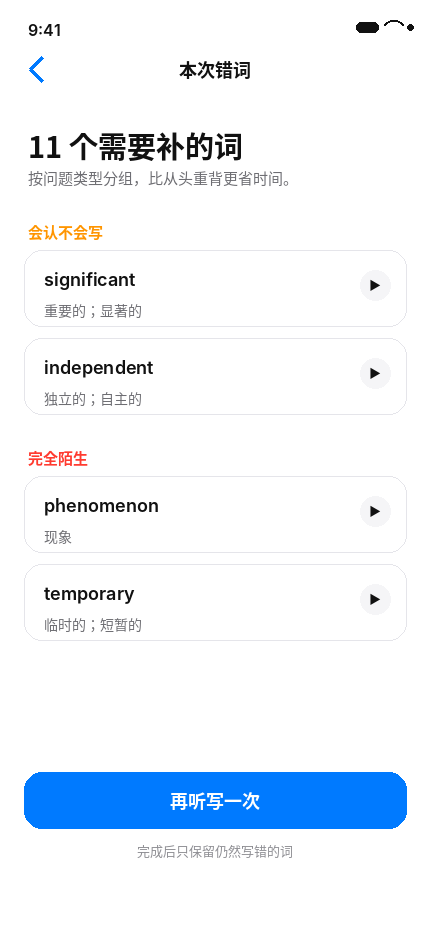 9:41
本次错词
11 个需要补的词
按问题类型分组，比从头重背更省时间。
会认不会写
significant
重要的；显著的
independent
独立的；自主的
完全陌生
phenomenon
现象
temporary
临时的；短暂的
再听写一次
完成后只保留仍然写错的词